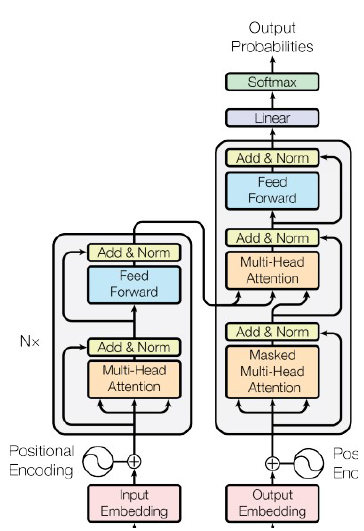 Output
Probabilities
Softmax
Linear
Add & Norm
Feed
Forward
Add & Norm
Multi-Head
Attention
Add & Norm
Masked
Multi-Head
Attention
Add & Norm
Feed
Forward
N×
Add & Norm
Multi-Head
Attention
Positional
Encoding
Input
Embedding
Output
Embedding